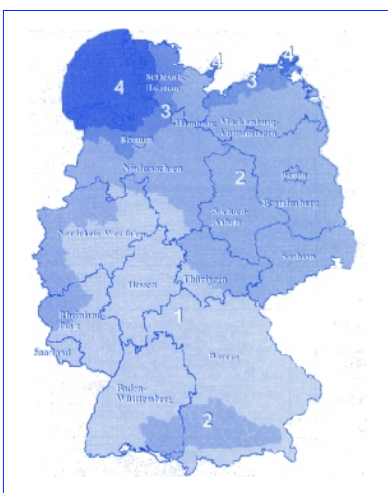 4
4
4
Schleswig-
Holstein
3
3
Hamburg
Mecklenburg-
Vorpommern
Bremen
Niedersachsen
2
Berlin
Brandenburg
Sachsen-
Anhalt
Nordrhein-Westfalen
Sachsen
Thüringen
Hessen
Rheinland-
Pfalz
1
Saarland
Bayern
Baden-
Württemberg
2